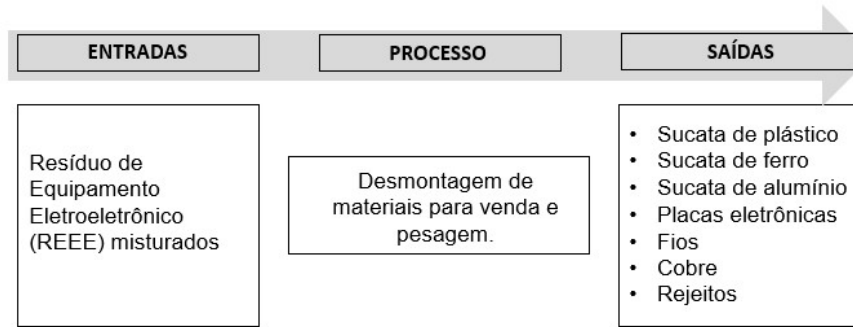 ENTRADAS
PROCESSO
SAÍDAS
Resíduo de
Equipamento
Eletroeletrônico
(REEE) misturados
Desmontagem de
materiais para venda e
pesagem.
• Sucata de plástico
• Sucata de ferro
• Sucata de alumínio
• Placas eletrônicas
• Fios
• Cobre
• Rejeitos